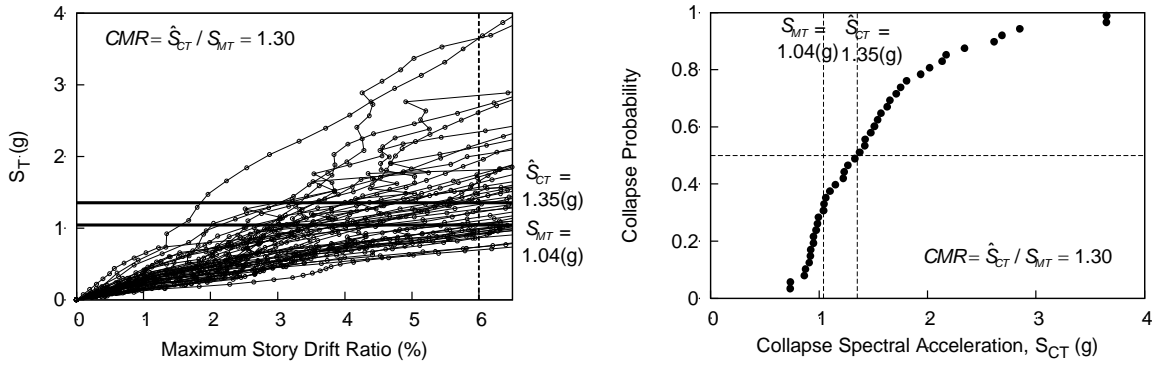 4
3
2
1
0
S_T (g)
CMR = Ŝ_CT / S_MT = 1.30
Ŝ_CT =
1.35(g)
S_MT =
1.04(g)
0 1 2 3 4 5 6
Maximum Story Drift Ratio (%)
1
0.8
0.6
0.4
0.2
0
Collapse Probability
S_MT = Ŝ_CT =
1.04(g) 1.35(g)
CMR = Ŝ_CT / S_MT = 1.30
0 1 2 3 4
Collapse Spectral Acceleration, S_CT (g)